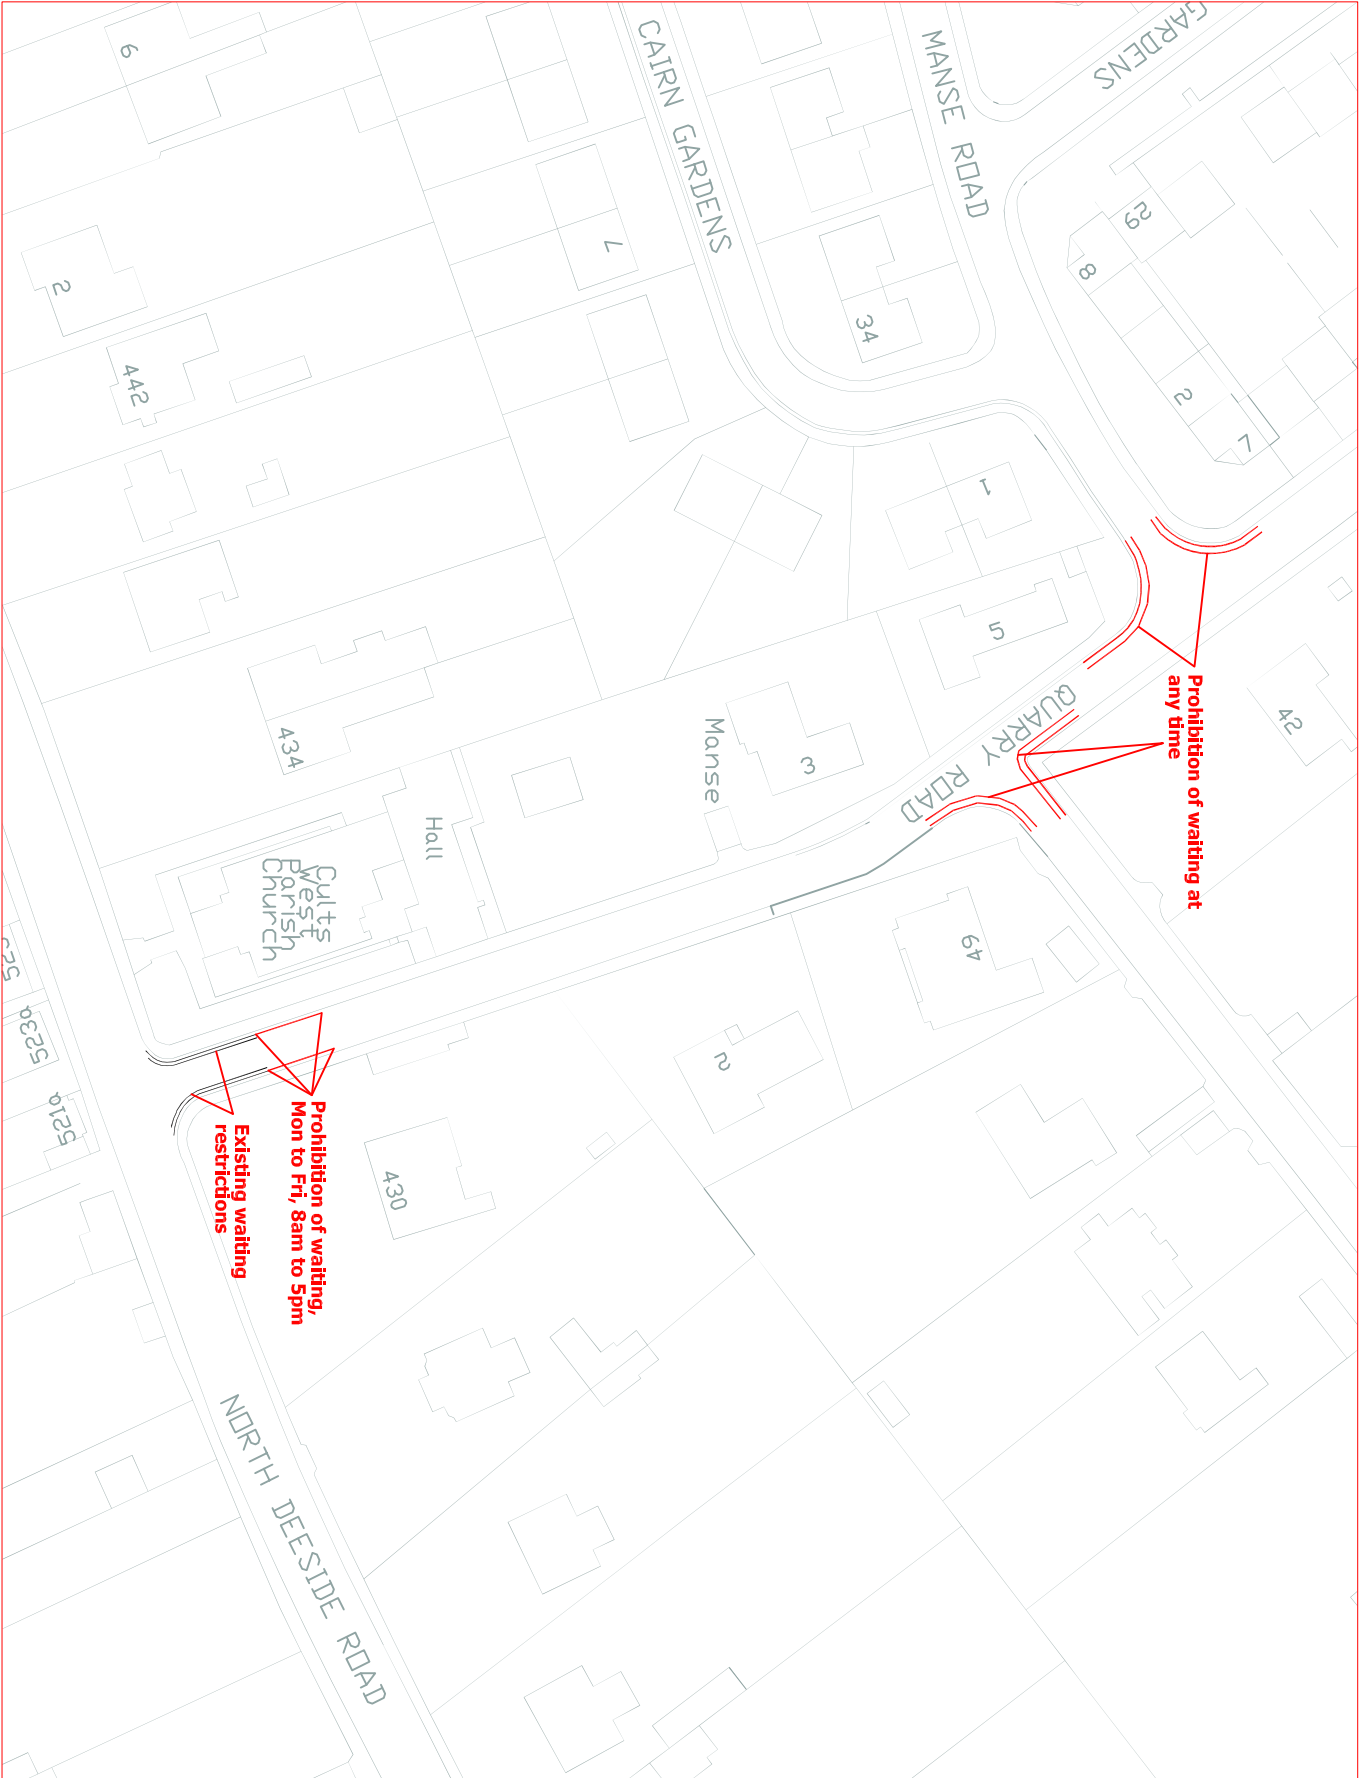 GARDENS
CAIRN GARDENS
MANSE ROAD
6
29
8
7
2
34
442
2
7
1
5
42
Prohibition of waiting at
any time
QUARRY ROAD
Manse
3
434
Hall
Cults
West
Parish
Church
49
2
525
523a
521a
430
Prohibition of waiting,
Mon to Fri, 8am to 5pm
Existing waiting
restrictions
NORTH DEESIDE ROAD